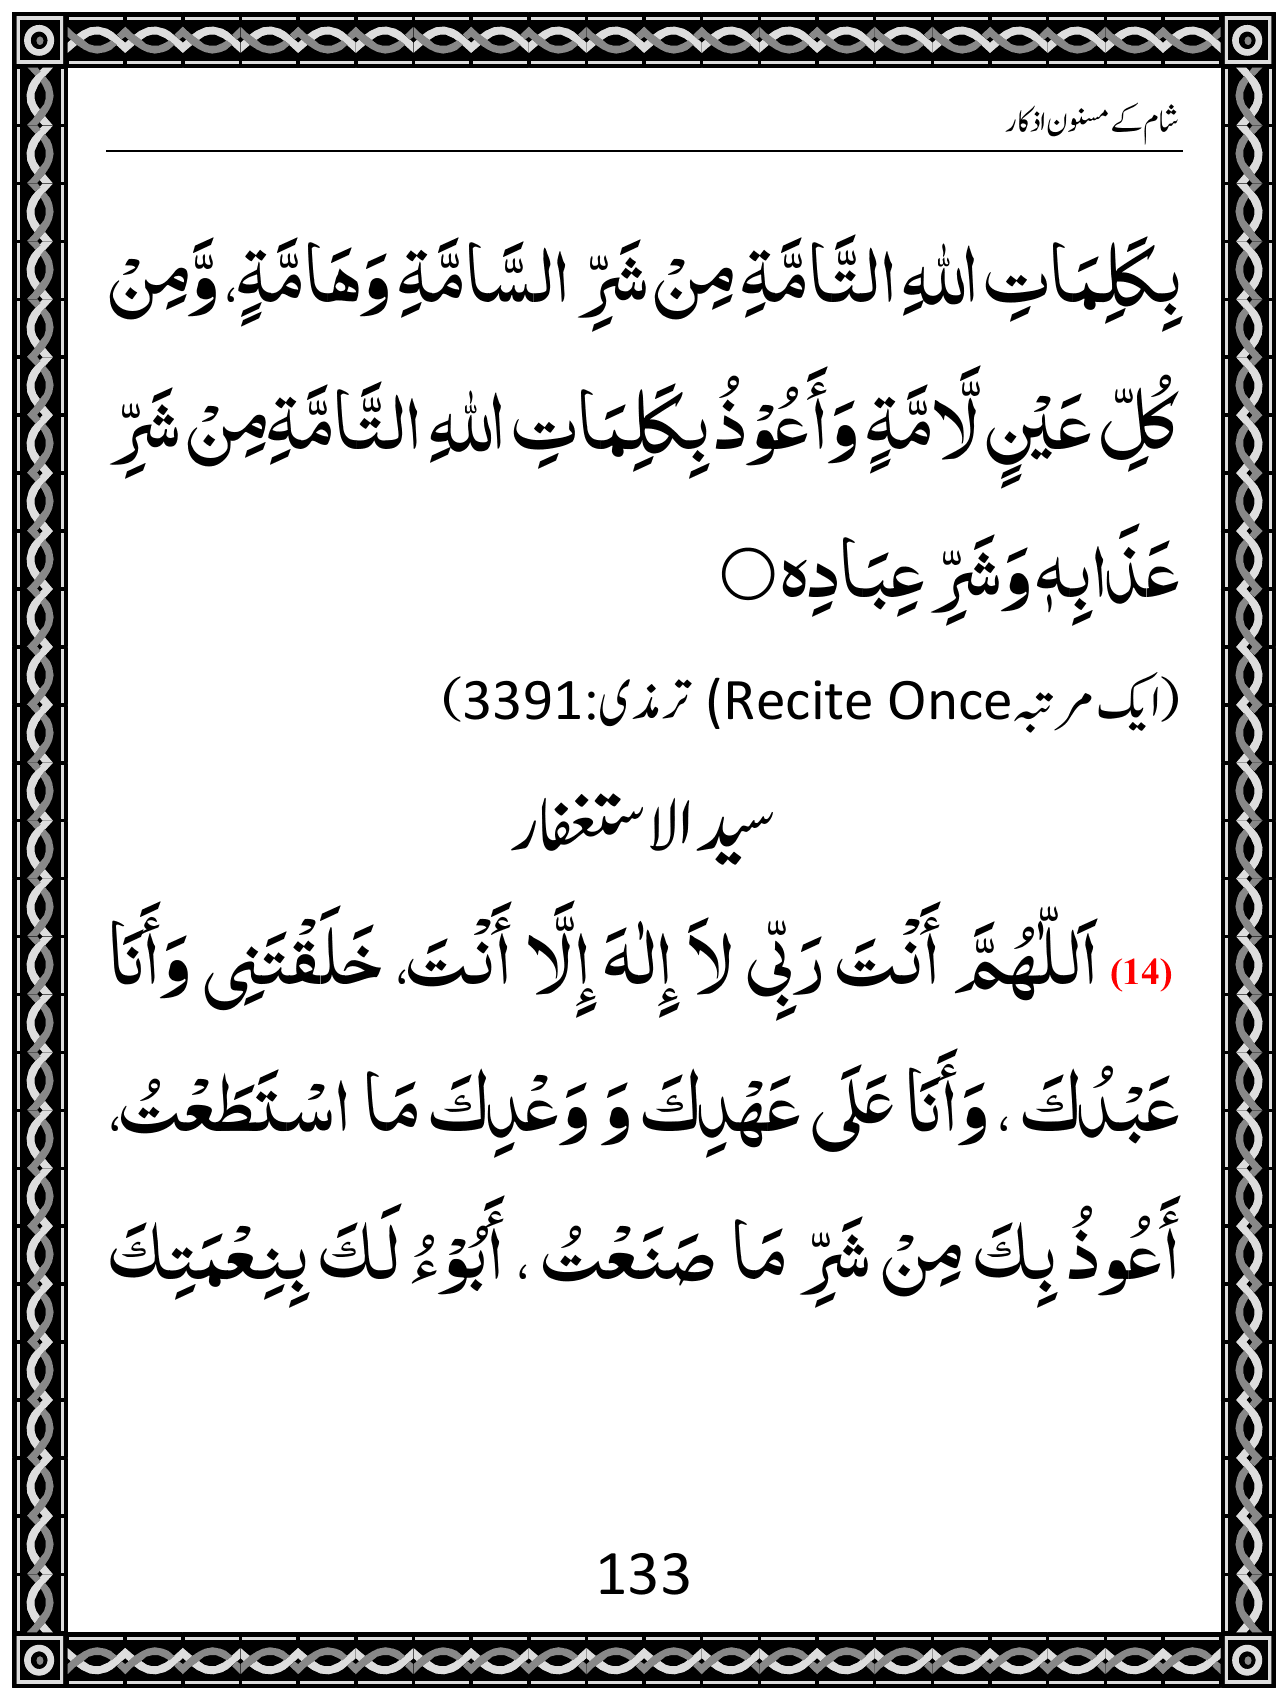 شام کے مسنون اذکار
بِكَلِمَاتِ اللهِ التَّامَّةِ مِنْ شَرِّ السَّامَّةِ وَهَامَّةٍ، وَّمِنْ
كُلِّ عَيْنٍ لَّامَّةٍ وَأَعُوْذُ بِكَلِمَاتِ اللهِ التَّامَّةِ مِنْ شَرِّ
عَذَابِهٖ وَشَرِّ عِبَادِه○
(ایک مرتبہ Recite Once) ترمذی:3391)
سید الاستغفار
(14) اَللّٰهُمَّ أَنْتَ رَبِّي لاَ إِلٰهَ إِلَّا أَنْتَ، خَلَقْتَنِي وَأَنَا
عَبْدُكَ ، وَأَنَا عَلَى عَهْدِكَ وَ وَعْدِكَ مَا اسْتَطَعْتُ،
أَعُوذُ بِكَ مِنْ شَرِّ مَا صَنَعْتُ ، أَبُوْءُ لَكَ بِنِعْمَتِكَ
133